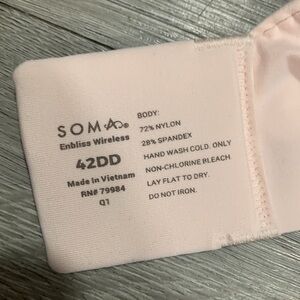 SOMA®
Enbliss Wireless
42DD
Made in Vietnam
RN# 79984
Q1
BODY:
72% NYLON
28% SPANDEX
HAND WASH COLD. ONLY
NON-CHLORINE BLEACH
LAY FLAT TO DRY.
DO NOT IRON.